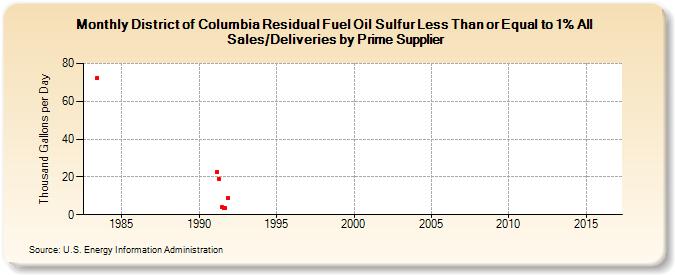 Monthly District of Columbia Residual Fuel Oil Sulfur Less Than or Equal to 1% All
Sales/Deliveries by Prime Supplier
Thousand Gallons per Day
80
60
40
20
0
1985 1990 1995 2000 2005 2010 2015
Source: U.S. Energy Information Administration